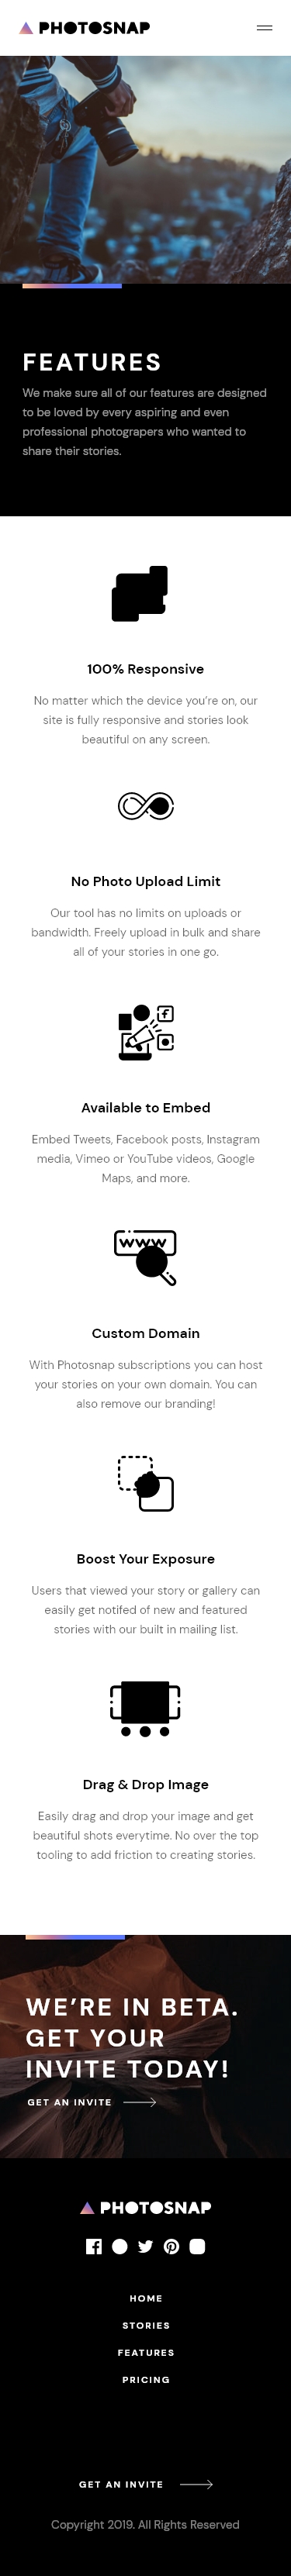 PHOTOSNAP
FEATURES
We make sure all of our features are designed
to be loved by every aspiring and even
professional photograpers who wanted to
share their stories.
100% Responsive
No matter which the device you’re on, our
site is fully responsive and stories look
beautiful on any screen.
No Photo Upload Limit
Our tool has no limits on uploads or
bandwidth. Freely upload in bulk and share
all of your stories in one go.
Available to Embed
Embed Tweets, Facebook posts, Instagram
media, Vimeo or YouTube videos, Google
Maps, and more.
WWW
Custom Domain
With Photosnap subscriptions you can host
your stories on your own domain. You can
also remove our branding!
Boost Your Exposure
Users that viewed your story or gallery can
easily get notifed of new and featured
stories with our built in mailing list.
Drag & Drop Image
Easily drag and drop your image and get
beautiful shots everytime. No over the top
tooling to add friction to creating stories.
WE’RE IN BETA.
GET YOUR
INVITE TODAY!
GET AN INVITE
PHOTOSNAP
HOME
STORIES
FEATURES
PRICING
GET AN INVITE
Copyright 2019. All Rights Reserved